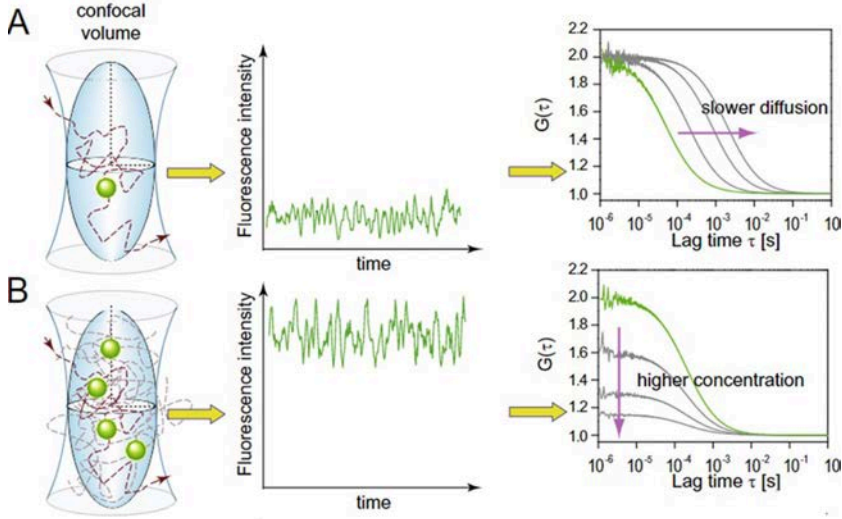 A
confocal
volume
Fluorescence intensity
time
G(τ)
2.2
2.0
1.8
1.6
1.4
1.2
1.0
slower diffusion
10⁻⁶ 10⁻⁵ 10⁻⁴ 10⁻³ 10⁻² 10⁻¹ 10⁰
Lag time τ [s]
B
Fluorescence intensity
time
G(τ)
2.2
2.0
1.8
1.6
1.4
1.2
1.0
higher concentration
10⁻⁶ 10⁻⁵ 10⁻⁴ 10⁻³ 10⁻² 10⁻¹ 10⁰
Lag time τ [s]